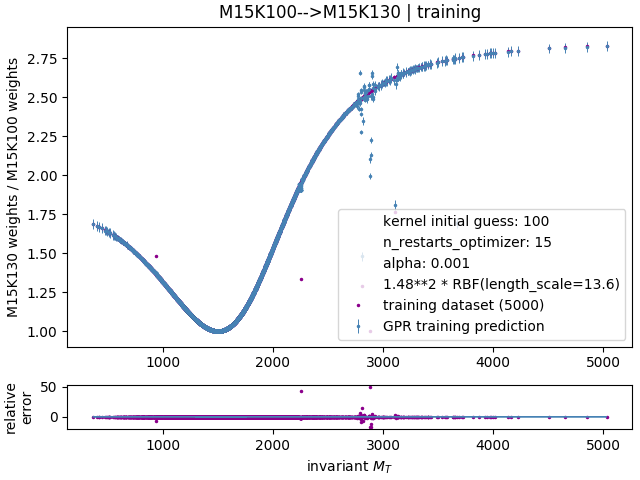 M15K100-->M15K130 | training
M15K130 weights / M15K100 weights
2.75
2.50
2.25
2.00
1.75
1.50
1.25
1.00
kernel initial guess: 100
n_restarts_optimizer: 15
alpha: 0.001
1.48**2 * RBF(length_scale=13.6)
training dataset (5000)
GPR training prediction
1000 2000 3000 4000 5000
relative
error
50
0
1000 2000 3000 4000 5000
invariant M_T